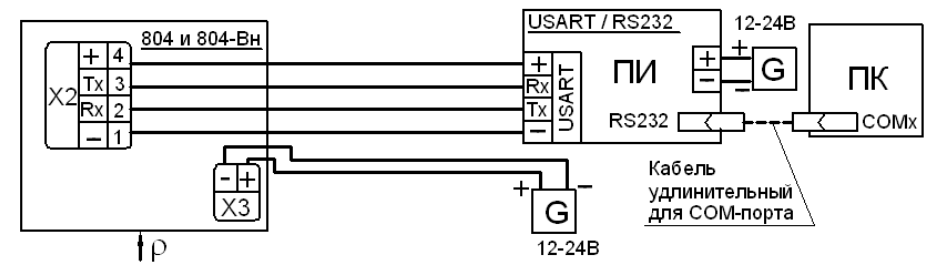 804 и 804-Вн
X2
+ 4
Tx 3
Rx 2
− 1
- +
X3
ρ
+ −
G
12-24В
USART / RS232
+
Rx
Tx
−
USART
ПИ
+
−
RS232
12-24В
+
−
G
ПК
COMx
Кабель
удлинительный
для COM-порта